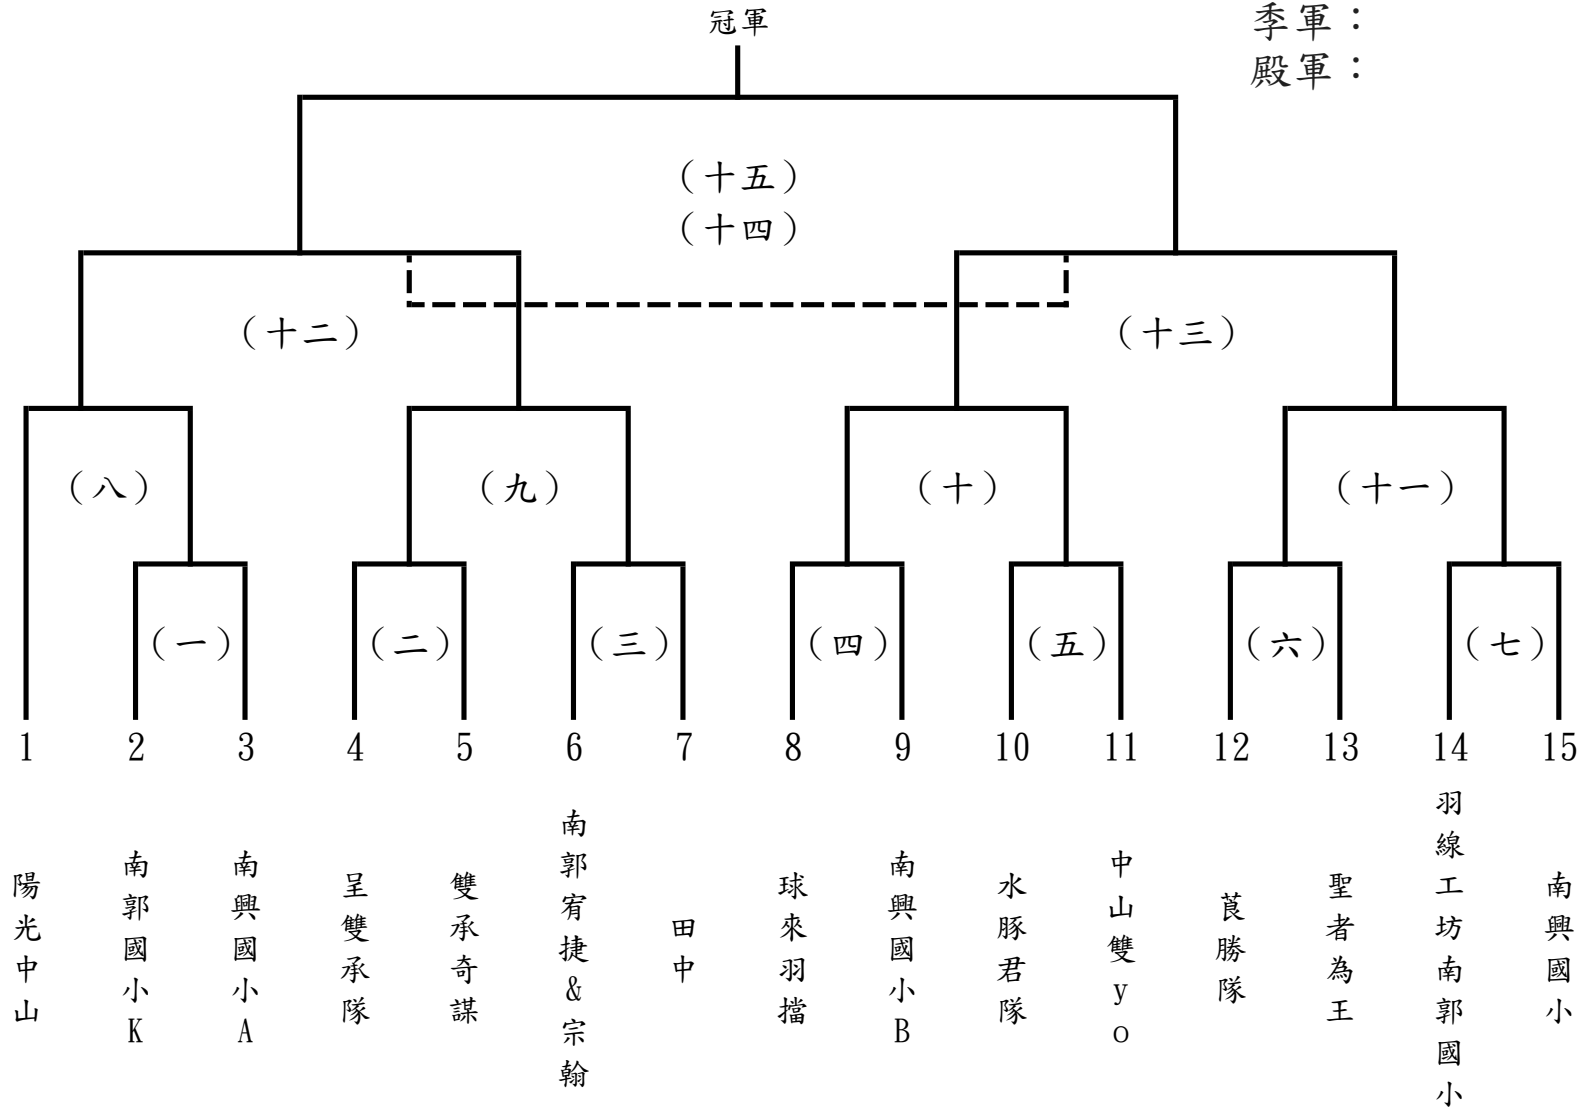 冠軍
季軍：
殿軍：
（十五）
（十四）
（十二）
（十三）
（八）
（九）
（十）
（十一）
（一）
（二）
（三）
（四）
（五）
（六）
（七）
1
2
3
4
5
6
7
8
9
10
11
12
13
14
15
陽光中山
南郭國小K
南興國小A
呈雙承隊
雙承奇謀
南郭宥捷&宗翰
田中
球來羽擋
南興國小B
水豚君隊
中山雙yo
莨勝隊
聖者為王
羽線工坊南郭國小
南興國小